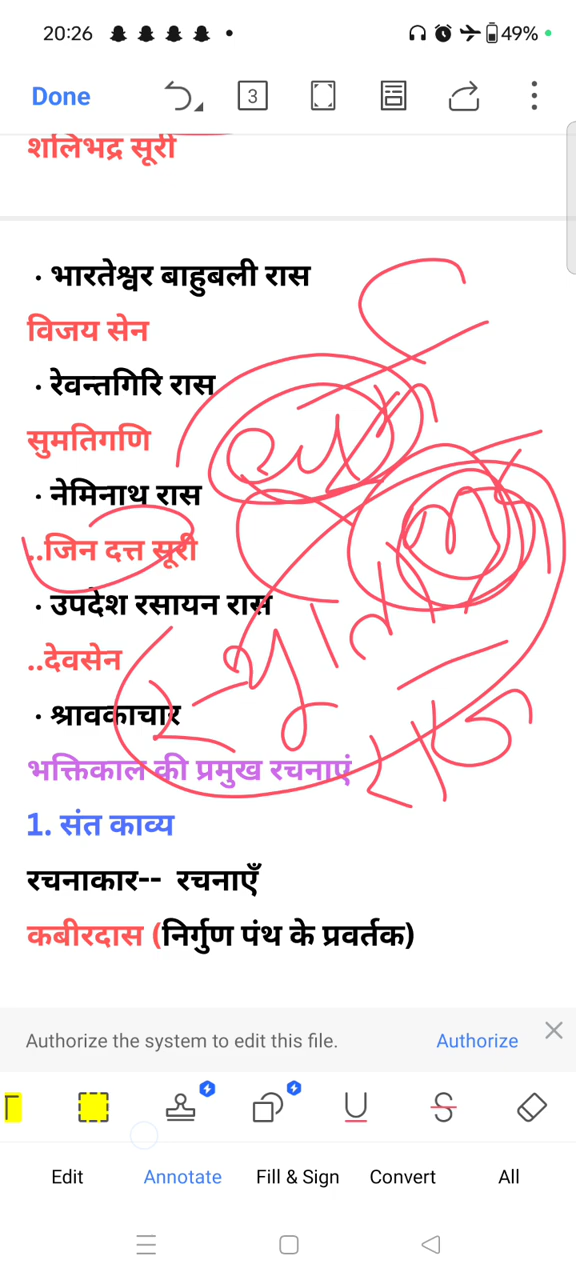 20:26
49%
Done
3
शलिभद्र सूरी
· भारतेश्वर बाहुबली रास
विजय सेन
· रेवन्तगिरि रास
सुमतिगणि
· नेमिनाथ रास
..जिन दत्त सूरी
· उपदेश रसायन रास
..देवसेन
· श्रावकाचार
भक्तिकाल की प्रमुख रचनाएं
1. संत काव्य
रचनाकार-- रचनाएँ
कबीरदास (निर्गुण पंथ के प्रवर्तक)
Authorize the system to edit this file.
Authorize
Edit
Annotate
Fill & Sign
Convert
All